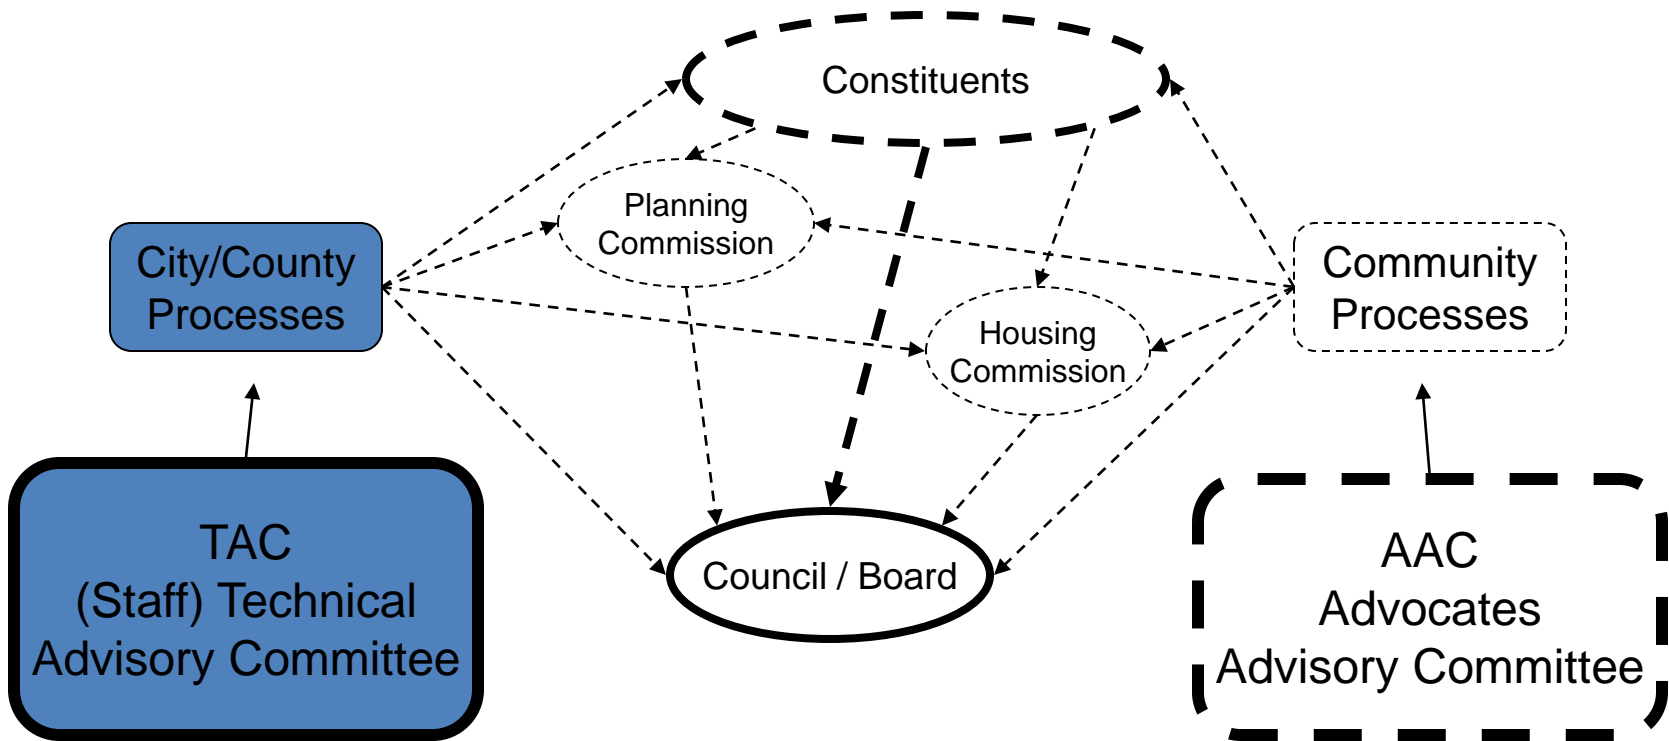 Constituents
Planning
Commission
City/County
Processes
Community
Processes
Housing
Commission
TAC
(Staff) Technical
Advisory Committee
Council / Board
AAC
Advocates
Advisory Committee